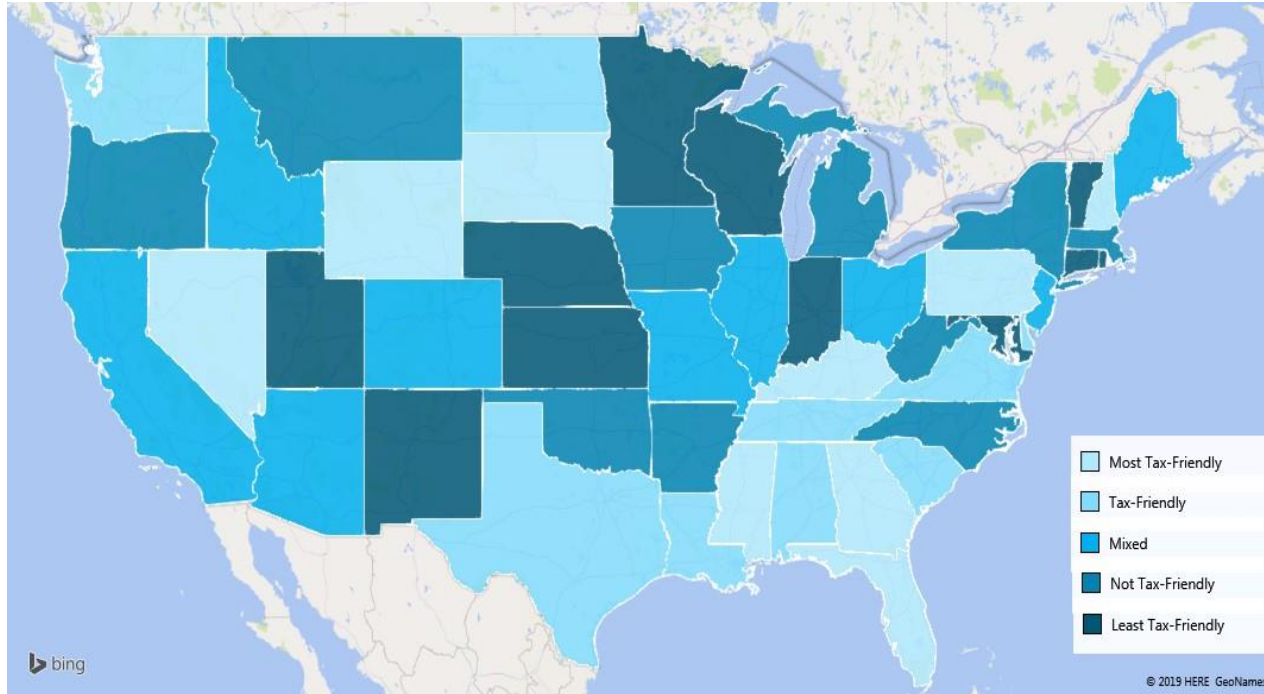 Most Tax-Friendly
Tax-Friendly
Mixed
Not Tax-Friendly
Least Tax-Friendly
bing
© 2019 HERE GeoNames